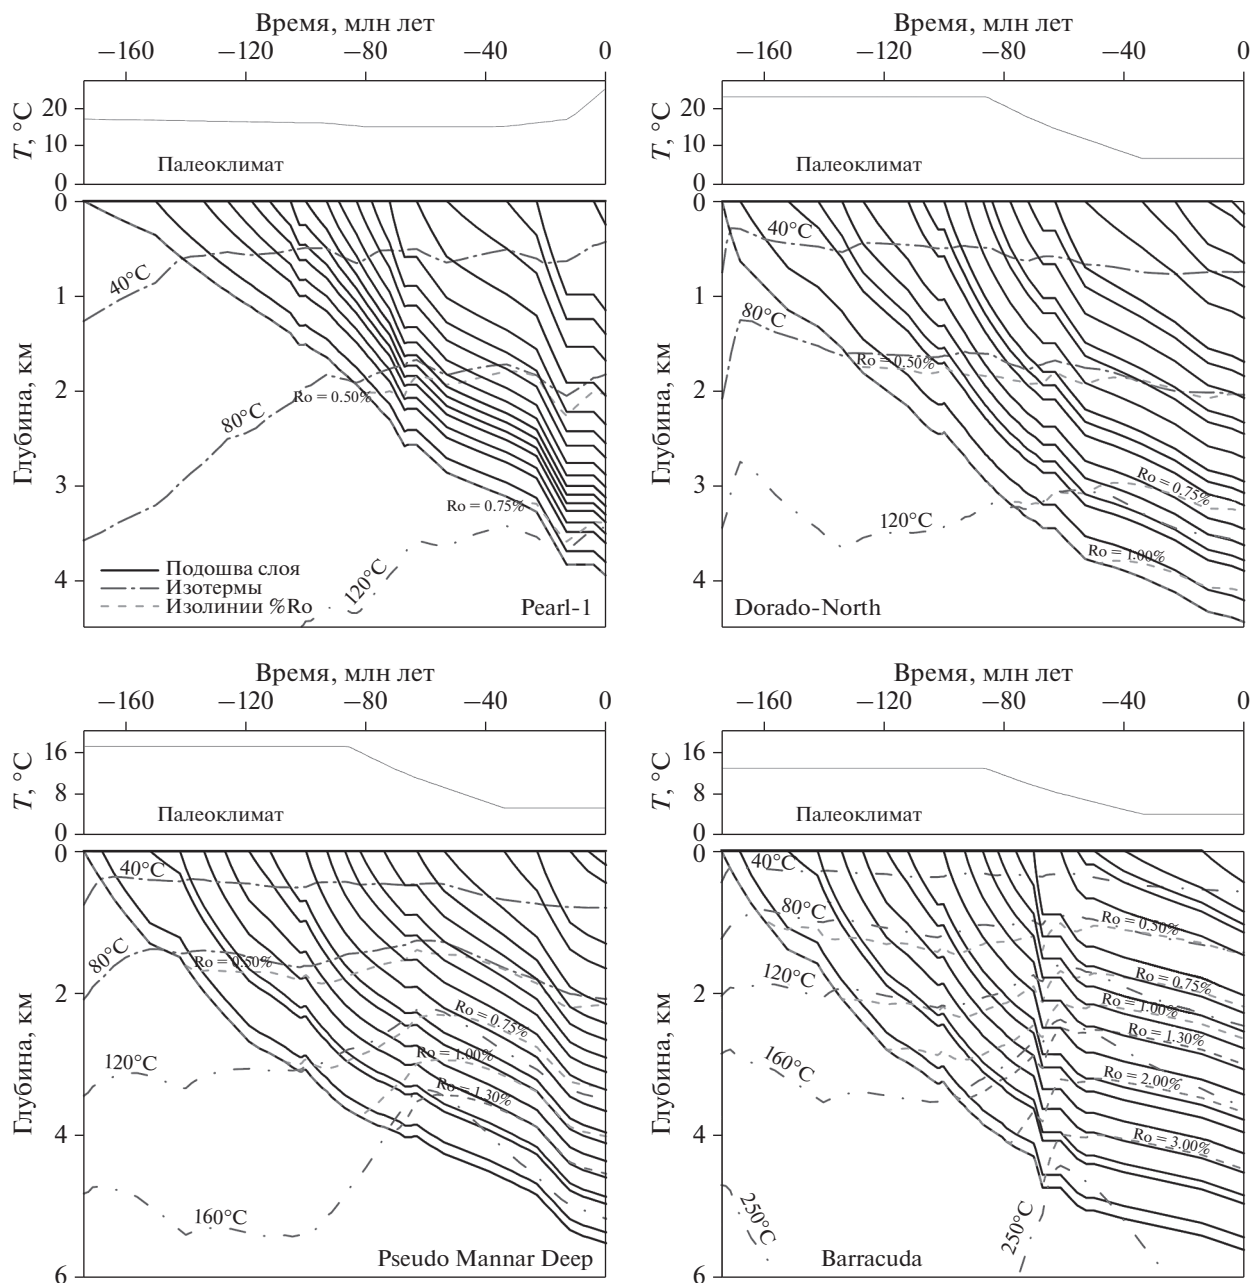 Время, млн лет
−160 −120 −80 −40 0
T, °C
20
10
0
Палеоклимат
Глубина, км
0
1
2
3
4
40°C
80°C
Ro = 0.50%
Ro = 0.75%
120°C
Подошва слоя
Изотермы
Изолинии %Ro
Pearl-1
Время, млн лет
−160 −120 −80 −40 0
T, °C
20
10
0
Палеоклимат
Глубина, км
0
1
2
3
4
40°C
80°C
Ro = 0.50%
Ro = 0.75%
120°C
Ro = 1.00%
Dorado-North
Время, млн лет
−160 −120 −80 −40 0
T, °C
16
8
0
Палеоклимат
Глубина, км
0
2
4
6
40°C
80°C
Ro = 0.50%
Ro = 0.75%
Ro = 1.00%
120°C
Ro = 1.30%
160°C
Pseudo Mannar Deep
Время, млн лет
−160 −120 −80 −40 0
T, °C
16
8
0
Палеоклимат
Глубина, км
0
2
4
6
40°C
80°C
Ro = 0.50%
120°C
Ro = 0.75%
Ro = 1.00%
Ro = 1.30%
160°C
Ro = 2.00%
Ro = 3.00%
250°C
250°C
Barracuda